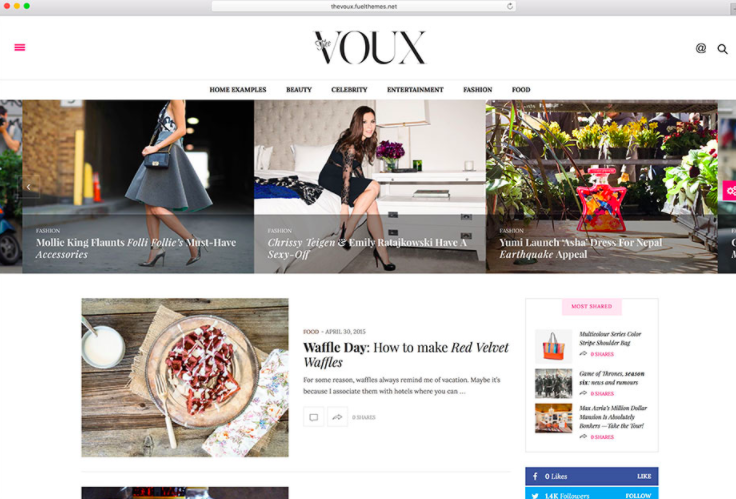 thevoux.fuelthemes.net
The
VOUX
@
HOME EXAMPLES BEAUTY CELEBRITY ENTERTAINMENT FASHION FOOD
FASHION
Mollie King Flaunts Folli Follie's Must-Have
Accessories
FASHION
Chrissy Teigen & Emily Ratajkowski Have A
Sexy-Off
FASHION
Yumi Launch 'Asha' Dress For Nepal
Earthquake Appeal
FOOD - APRIL 30, 2015
Waffle Day: How to make Red Velvet
Waffles
For some reason, waffles always remind me of vacation. Maybe it's
because I associate them with hotels where you can ...
0 SHARES
MOST SHARED
Multicolour Series Color
Stripe Shoulder Bag
0 SHARES
Game of Thrones, season
six: news and rumours
0 SHARES
Max Azria's Million Dollar
Mansion Is Absolutely
Bonkers — Take the Tour!
0 SHARES
0 Likes LIKE
1.4K Followers FOLLOW